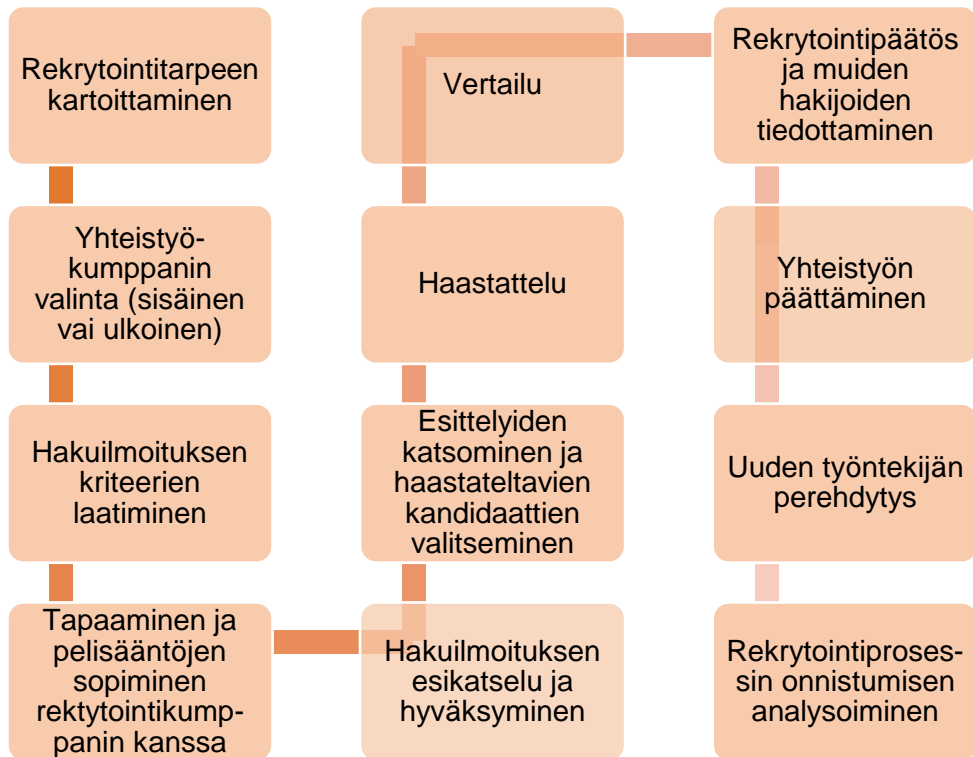 Rekrytointitarpeen
kartoittaminen
Yhteistyö-
kumppanin
valinta (sisäinen
vai ulkoinen)
Hakuilmoituksen
kriteerien
laatiminen
Tapaaminen ja
pelisääntöjen
sopiminen
rektytointikump-
panin kanssa
Hakuilmoituksen
esikatselu ja
hyväksyminen
Esittelyiden
katsominen ja
haastateltavien
kandidaattien
valitseminen
Haastattelu
Vertailu
Rekrytointipäätös
ja muiden
hakijoiden
tiedottaminen
Yhteistyön
päättäminen
Uuden työntekijän
perehdytys
Rekrytointiproses-
sin onnistumisen
analysoiminen